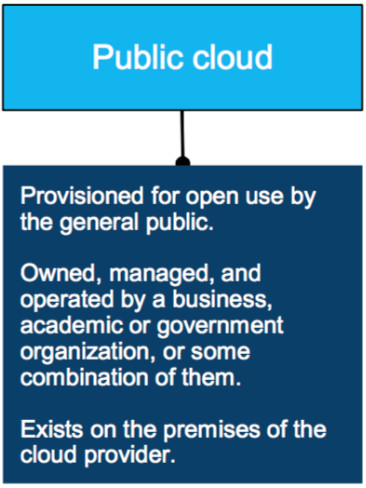 Public cloud
Provisioned for open use by
the general public.
Owned, managed, and
operated by a business,
academic or government
organization, or some
combination of them.
Exists on the premises of the
cloud provider.